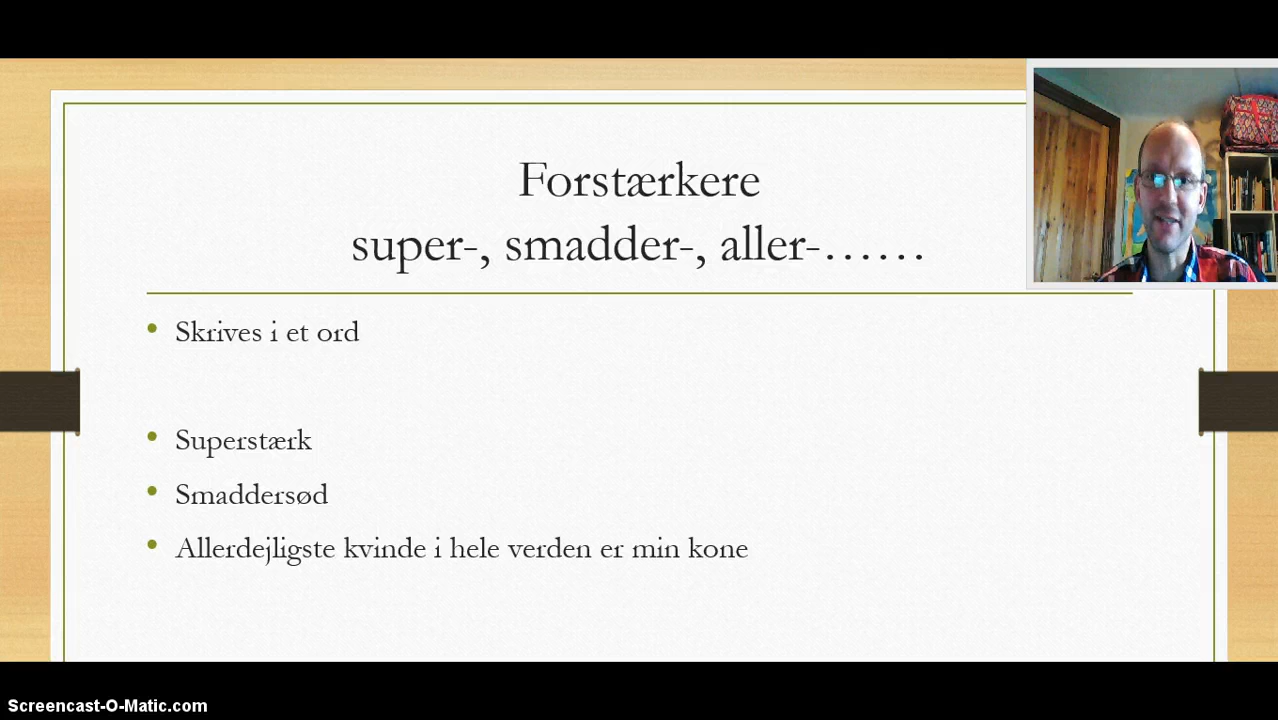 Forstærkere
super-, smadder-, aller-……
Skrives i et ord
Superstærk
Smaddersød
Allerdejligste kvinde i hele verden er min kone
Screencast-O-Matic.com